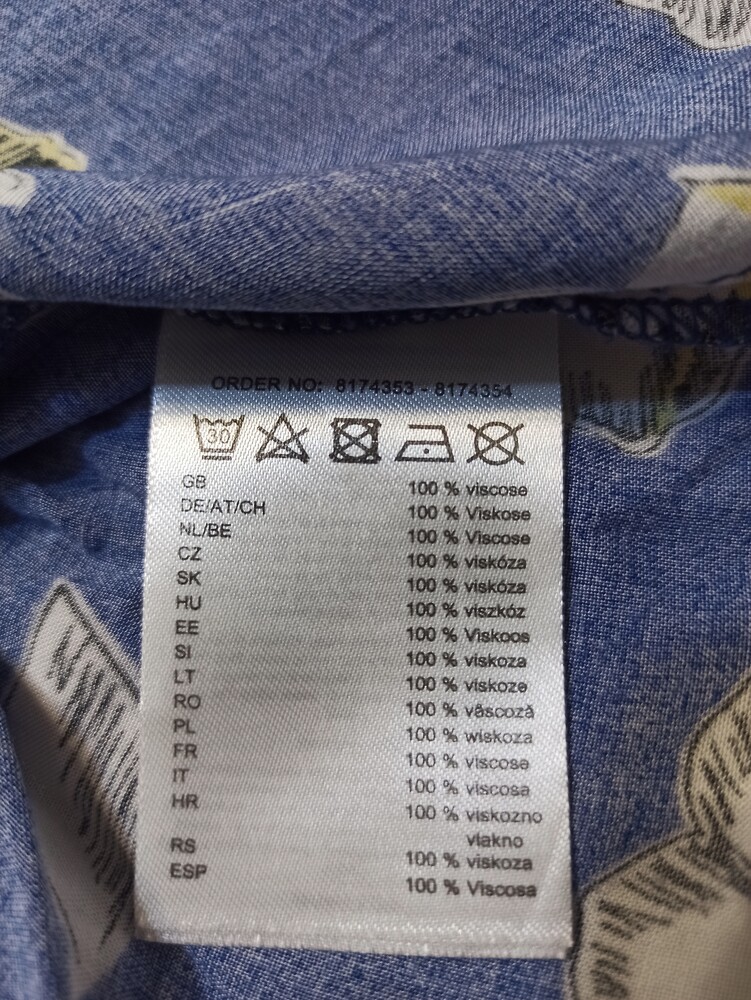 ORDER NO: 8174353 - 8174354
30
GB 100 % viscose
DE/AT/CH 100 % Viskose
NL/BE 100 % Viscose
CZ 100 % viskóza
SK 100 % viskóza
HU 100 % viszkóz
EE 100 % Viskoos
SI 100 % viskoza
LT 100 % viskoze
RO 100 % vâscoză
PL 100 % wiskoza
FR 100 % viscose
IT 100 % viscosa
HR 100 % viskozno
vlakno
RS 100 % viskoza
ESP 100 % Viscosa